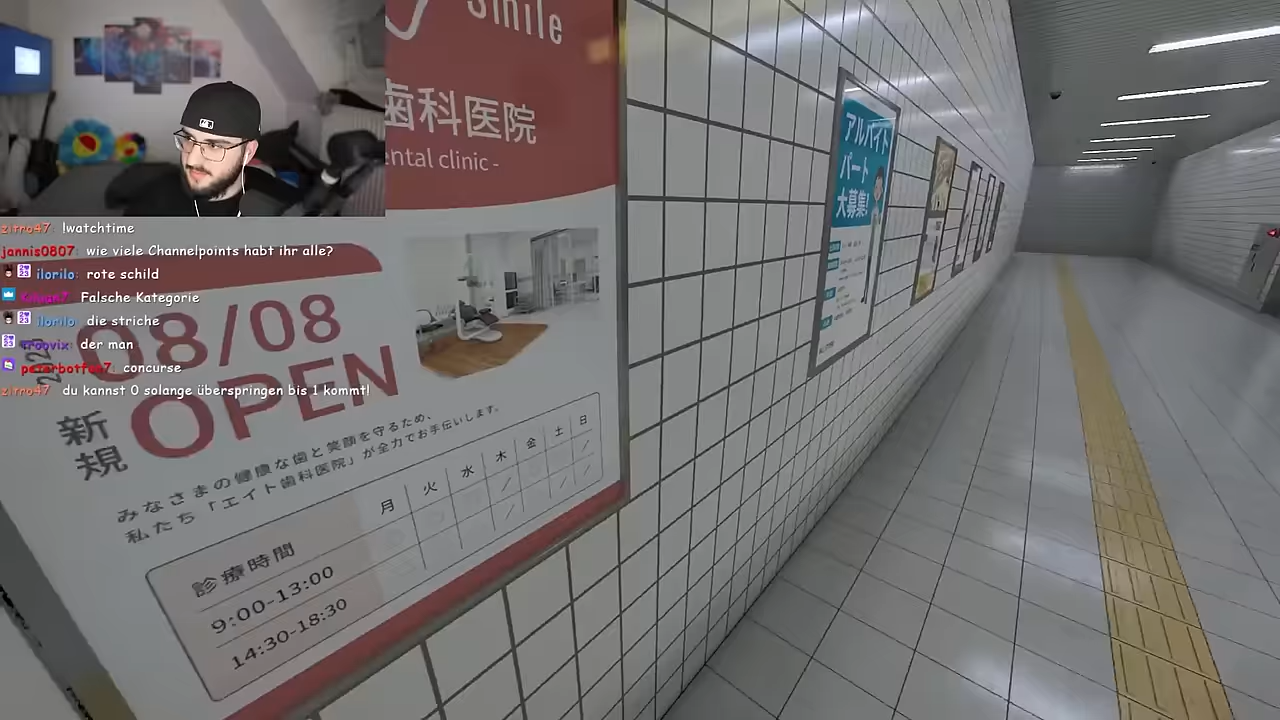 Smile
歯科医院
ental clinic -
zirro47: !watchtime
jannis0807: wie viele Channelpoints habt ihr alle?
ilorilo: rote schild
Falsche Kategorie
ilorilo: die striche
der man
concurse
zirro47 du kannst 0 solange überspringen bis 1 kommt!
08/08
OPEN
新規
みなさまの健康な歯と笑顔を守るため、
私たち「エイト歯科医院」が全力でお手伝いします。
診療時間 月 火 水 木 金 土 日
9:00-13:00
14:30-18:30
アルバイト
パート
大募集!